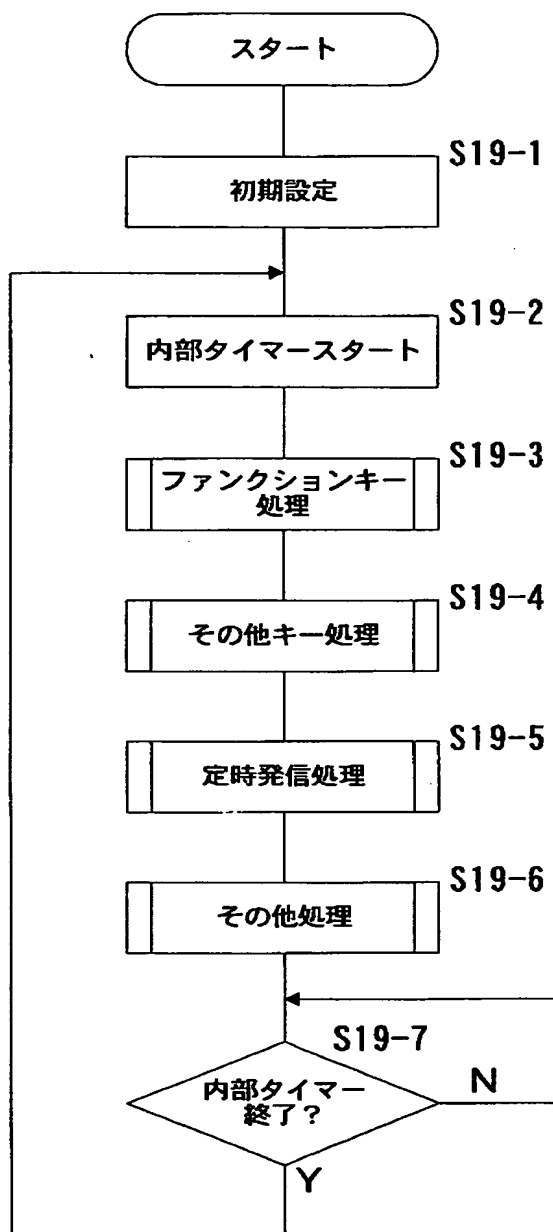 スタート
S19-1
初期設定
S19-2
内部タイマースタート
S19-3
ファンクションキー
処理
S19-4
その他キー処理
S19-5
定時発信処理
S19-6
その他処理
S19-7
内部タイマー
終了？
N
Y